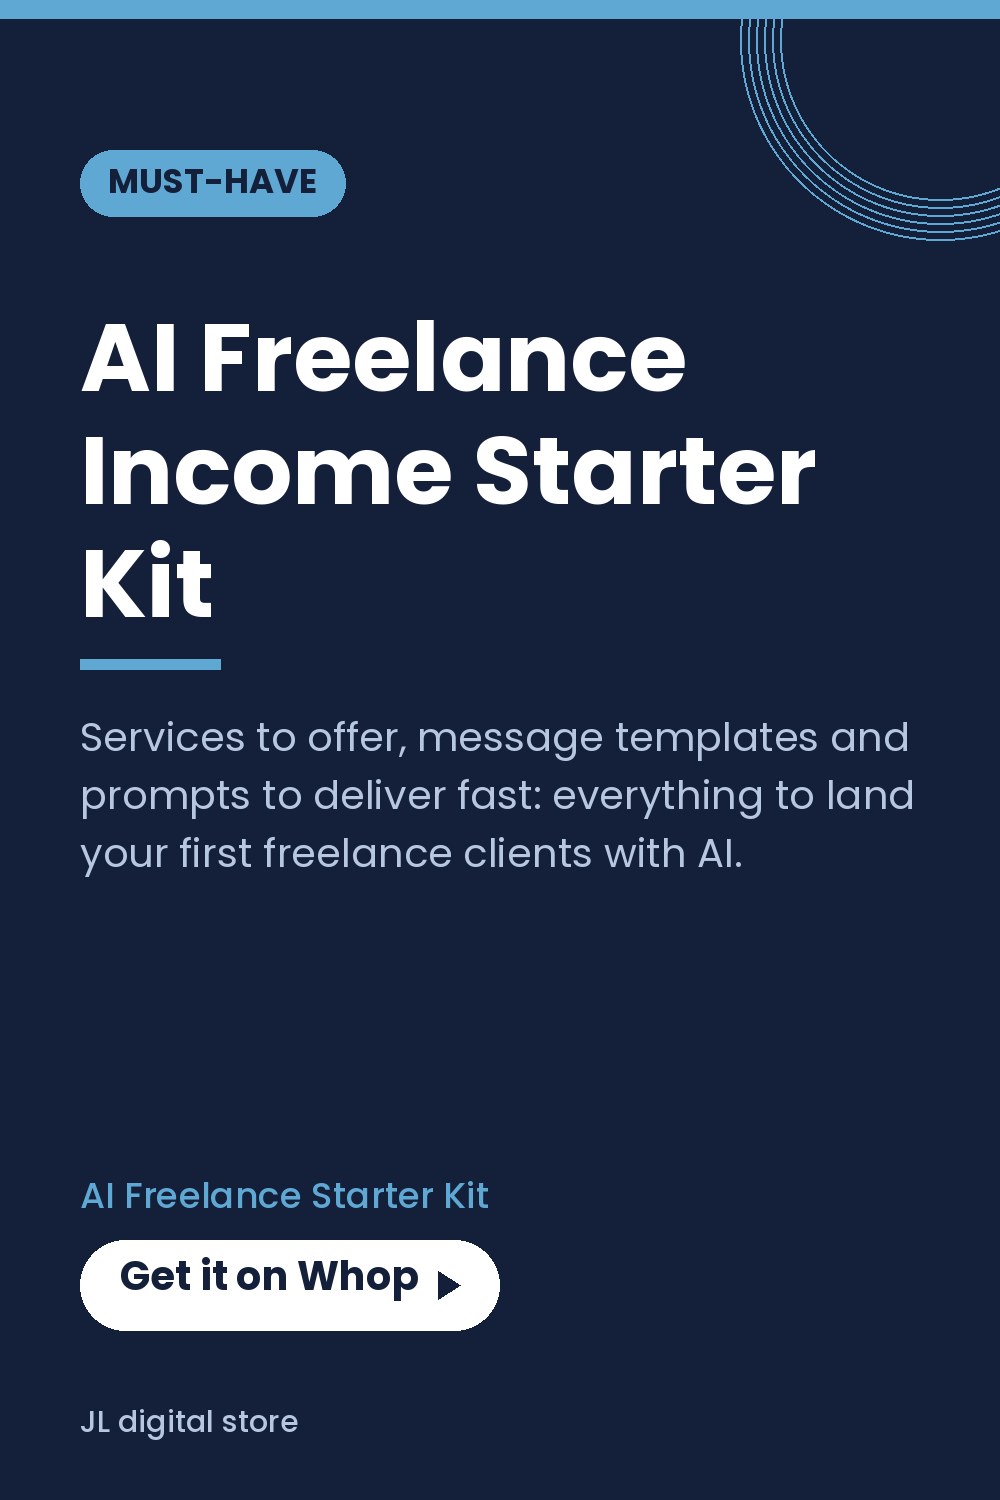 MUST-HAVE
AI Freelance
Income Starter
Kit
Services to offer, message templates and
prompts to deliver fast: everything to land
your first freelance clients with AI.
AI Freelance Starter Kit
Get it on Whop
JL digital store